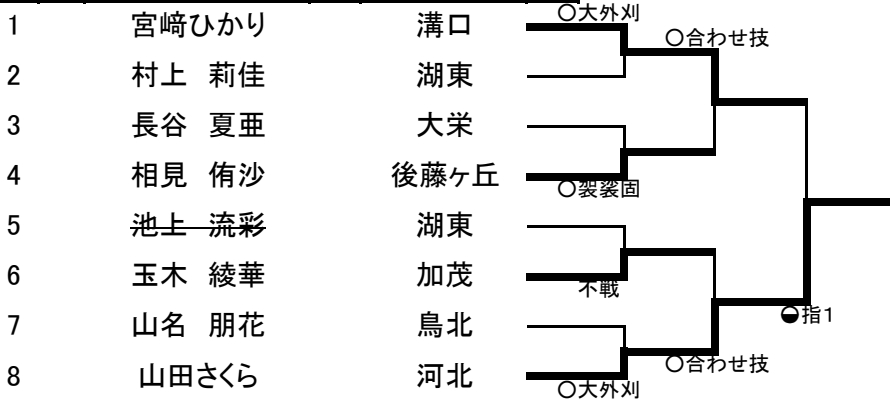 ○大外刈
1 宮﨑ひかり 溝口
○合わせ技
2 村上 莉佳 湖東
3 長谷 夏亜 大栄
4 相見 侑沙 後藤ヶ丘
○袈裟固
5 池上 流彩 湖東
6 玉木 綾華 加茂
不戦
7 山名 朋花 鳥北
◒指1
○合わせ技
8 山田さくら 河北
○大外刈